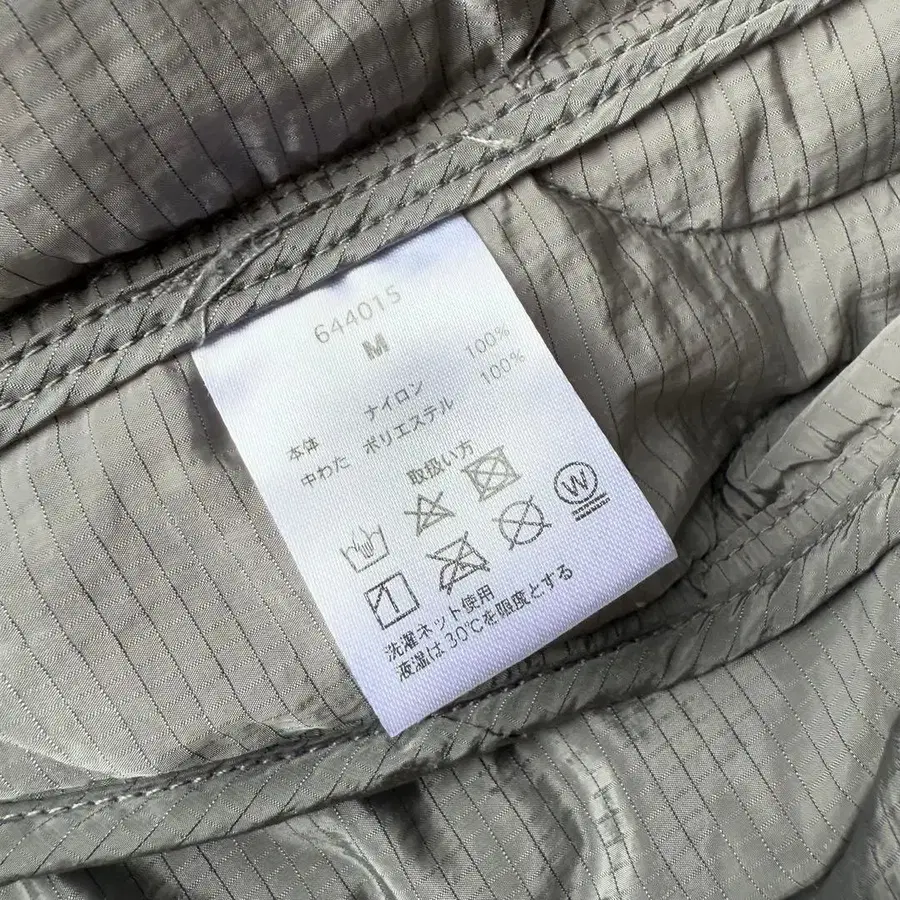 644015
M
本体 ナイロン 100%
中わた ポリエステル 100%
取扱い方
W
洗濯ネット使用
液温は30℃を限度とする